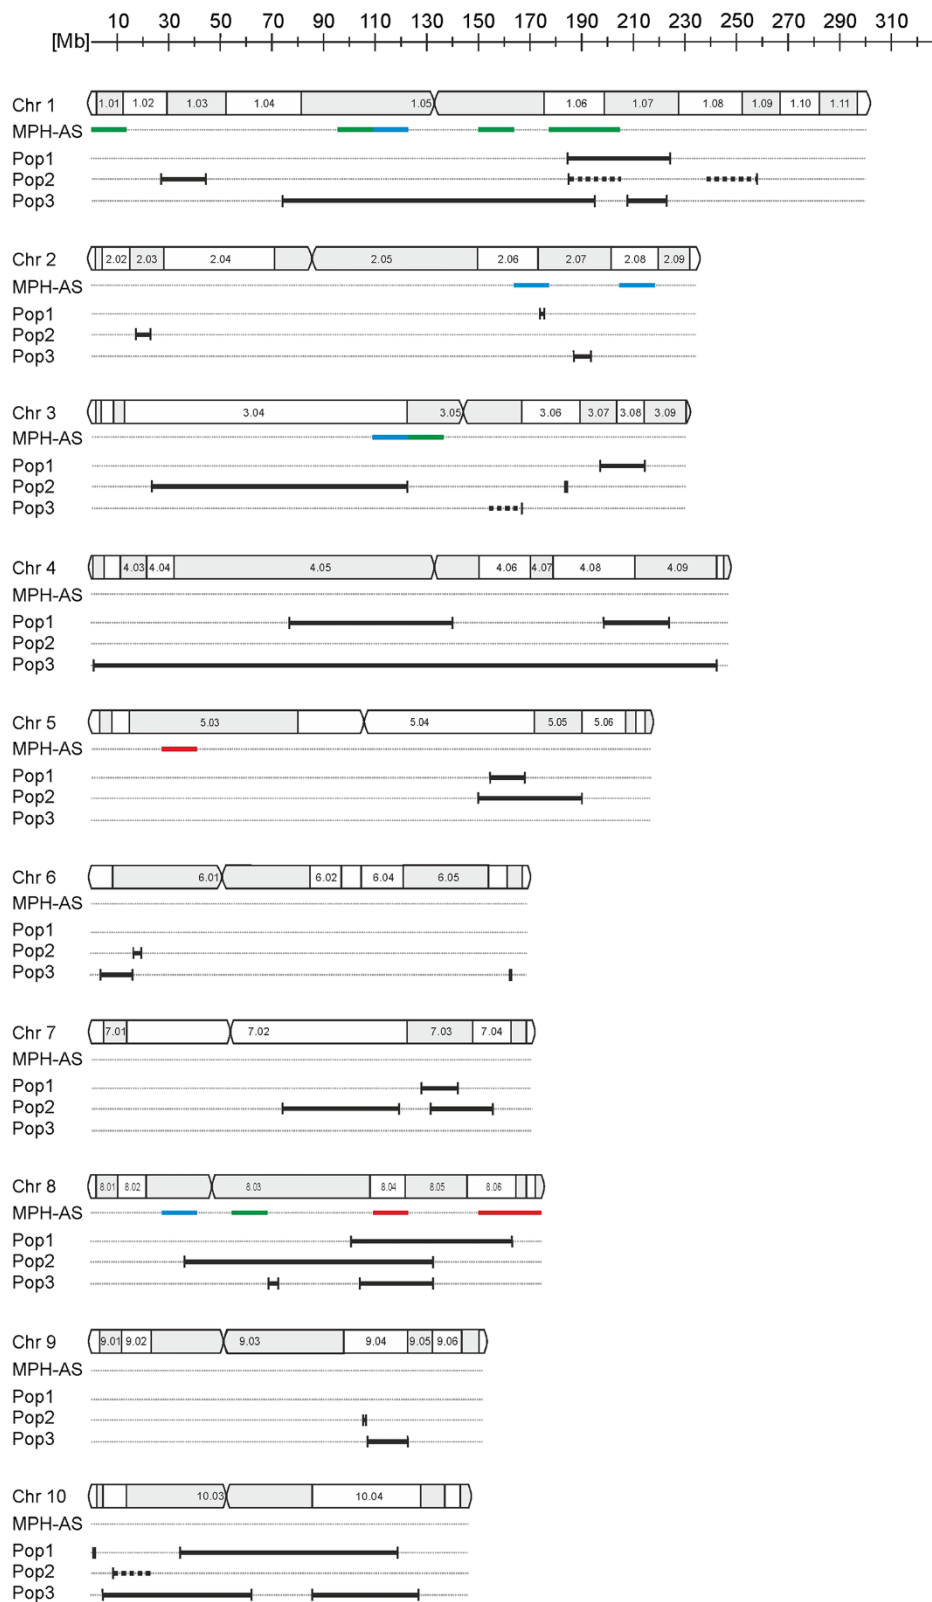 10 30 50 70 90 110 130 150 170 190 210 230 250 270 290 310
[Mb]
Chr 1 1.01 1.02 1.03 1.04 1.05 1.06 1.07 1.08 1.09 1.10 1.11
MPH-AS
Pop1
Pop2
Pop3
Chr 2 2.02 2.03 2.04 2.05 2.06 2.07 2.08 2.09
MPH-AS
Pop1
Pop2
Pop3
Chr 3 3.04 3.05 3.06 3.07 3.08 3.09
MPH-AS
Pop1
Pop2
Pop3
Chr 4 4.03 4.04 4.05 4.06 4.07 4.08 4.09
MPH-AS
Pop1
Pop2
Pop3
Chr 5 5.03 5.04 5.05 5.06
MPH-AS
Pop1
Pop2
Pop3
Chr 6 6.01 6.02 6.04 6.05
MPH-AS
Pop1
Pop2
Pop3
Chr 7 7.01 7.02 7.03 7.04
MPH-AS
Pop1
Pop2
Pop3
Chr 8 8.01 8.02 8.03 8.04 8.05 8.06
MPH-AS
Pop1
Pop2
Pop3
Chr 9 9.01 9.02 9.03 9.04 9.05 9.06
MPH-AS
Pop1
Pop2
Pop3
Chr 10 10.03 10.04
MPH-AS
Pop1
Pop2
Pop3